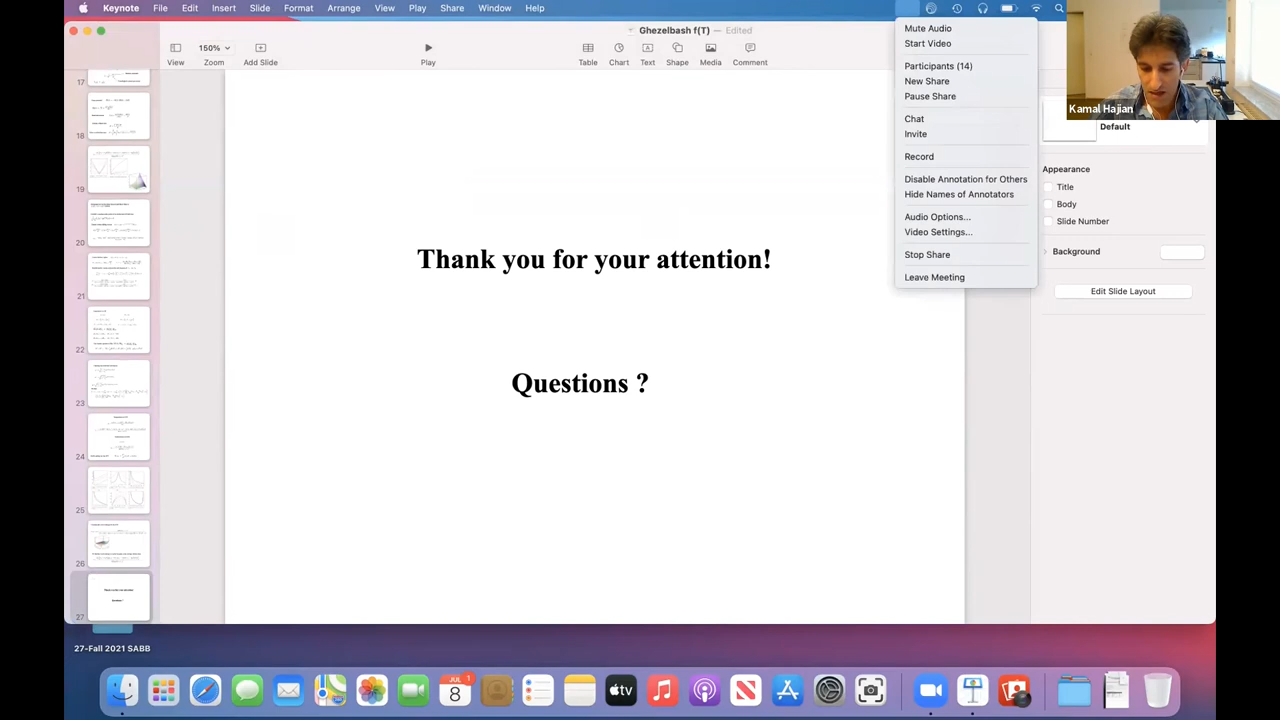 Keynote File Edit Insert Slide Format Arrange View Play Share Window Help
Ghezelbash f(T) — Edited
150%
View Zoom Add Slide Play Table Chart Text Shape Media Comment
Mute Audio
Start Video
Participants (14)
New Share
Pause Share
Chat
Invite
Record
Disable Annotation for Others
Hide Names of Annotators
Audio Options...
Video Settings...
Stop Share
Leave Meeting
Kamal Hajian
Default
Appearance
Title
Body
Slide Number
Background
Edit Slide Layout
17
18
19
20
21
22
23
24
25
26
27
Thank you for your attention!
Questions ?
27-Fall 2021 SABB
JUL
8
1
tv